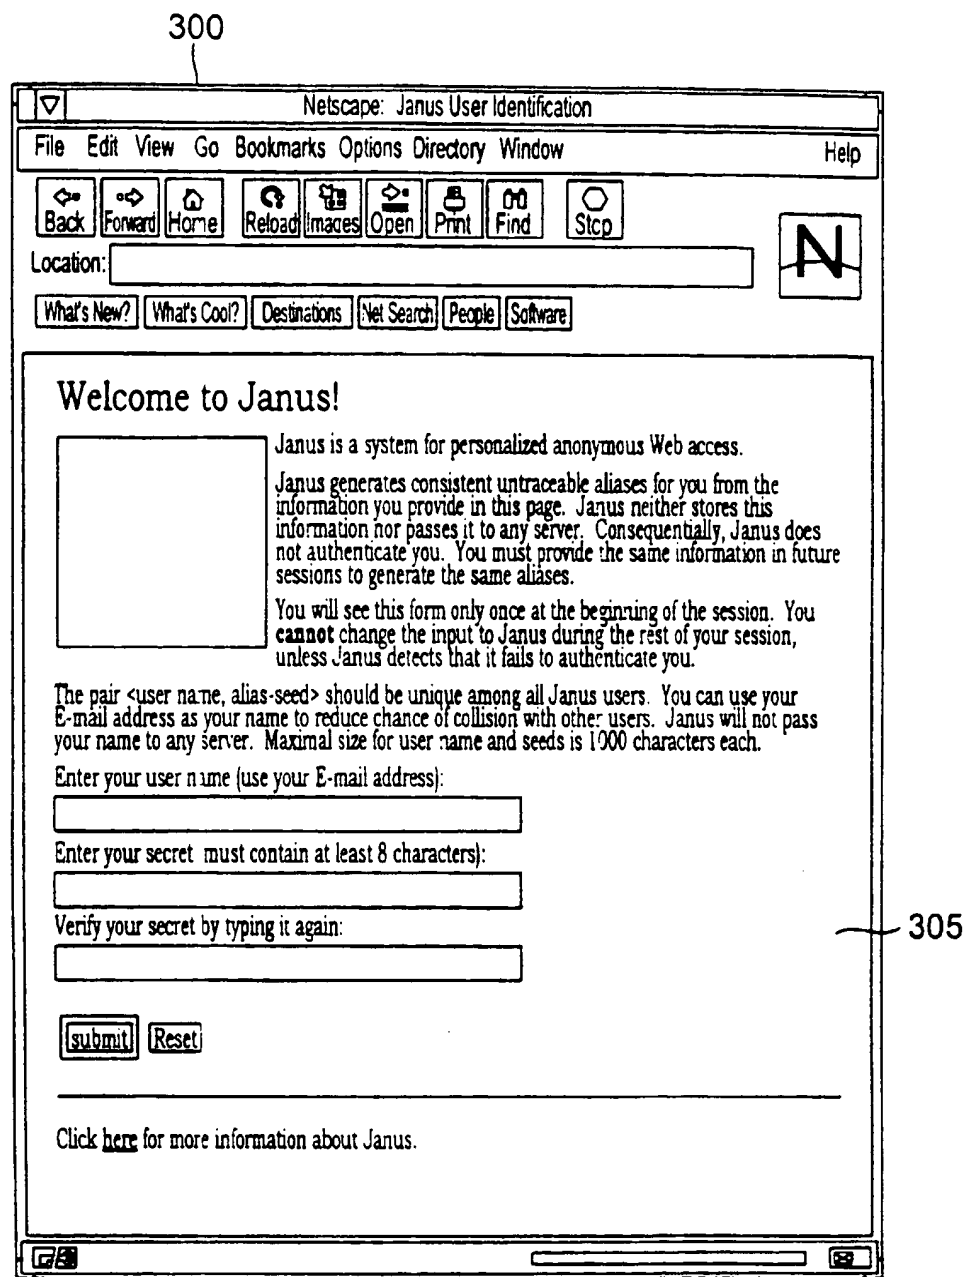 300
Netscape: Janus User Identification
File Edit View Go Bookmarks Options Directory Window Help
Back Forward Home Reload Images Open Print Find Stop
Location:
N
What's New? What's Cool? Destinations Net Search People Software
Welcome to Janus!
Janus is a system for personalized anonymous Web access.
Janus generates consistent untraceable aliases for you from the
information you provide in this page. Janus neither stores this
information nor passes it to any server. Consequentially, Janus does
not authenticate you. You must provide the same information in future
sessions to generate the same aliases.
You will see this form only once at the beginning of the session. You
cannot change the input to Janus during the rest of your session,
unless Janus detects that it fails to authenticate you.
The pair <user name, alias-seed> should be unique among all Janus users. You can use your
E-mail address as your name to reduce chance of collision with other users. Janus will not pass
your name to any server. Maximal size for user name and seeds is 1000 characters each.
Enter your user name (use your E-mail address):
Enter your secret must contain at least 8 characters):
Verify your secret by typing it again:
305
submit Reset
Click here for more information about Janus.